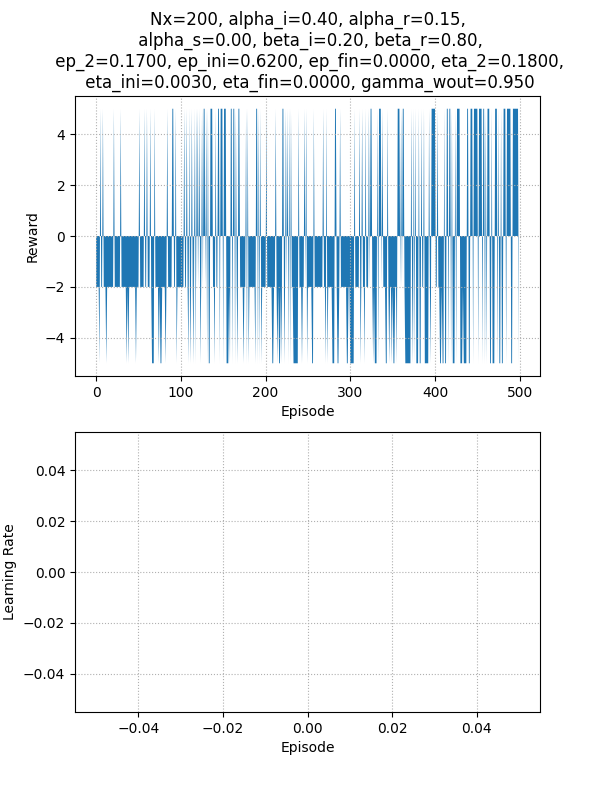 Nx=200, alpha_i=0.40, alpha_r=0.15,
alpha_s=0.00, beta_i=0.20, beta_r=0.80,
ep_2=0.1700, ep_ini=0.6200, ep_fin=0.0000, eta_2=0.1800,
eta_ini=0.0030, eta_fin=0.0000, gamma_wout=0.950
4
2
0
−2
−4
Reward
0 100 200 300 400 500
Episode
0.04
0.02
0.00
−0.02
−0.04
Learning Rate
−0.04 −0.02 0.00 0.02 0.04
Episode